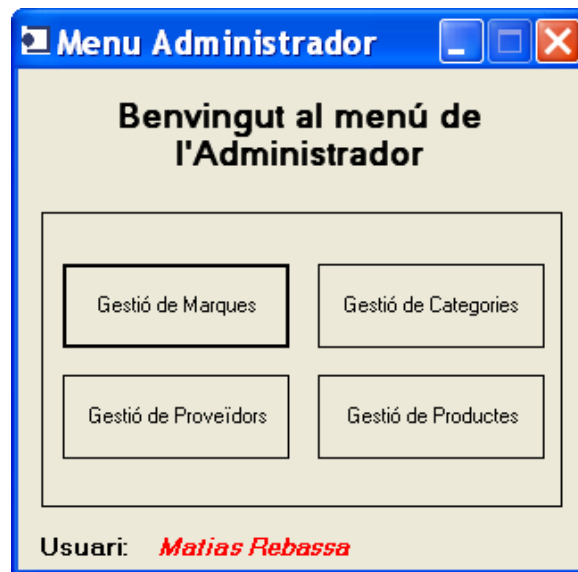 Menu Administrador
Benvingut al menú de
l'Administrador
Gestió de Marques
Gestió de Categories
Gestió de Proveïdors
Gestió de Productes
Usuari: Matias Rebassa